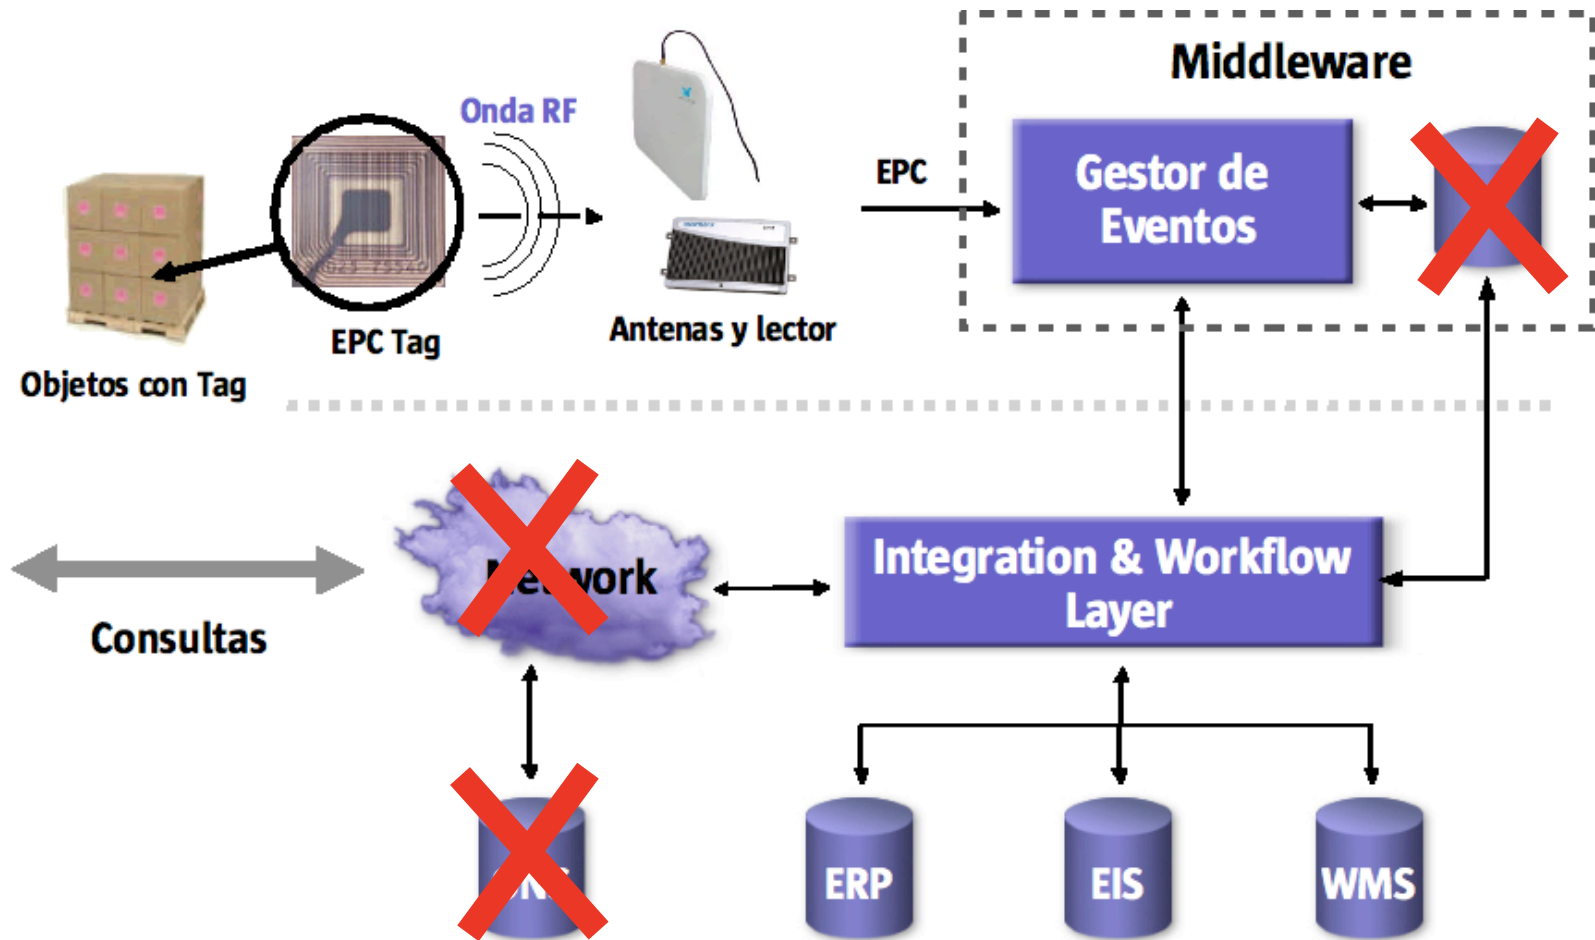 Middleware
Onda RF
EPC
Gestor de
Eventos
EPC Tag
Antenas y lector
Objetos con Tag
Network
Integration & Workflow
Layer
Consultas
ERP
EIS
WMS